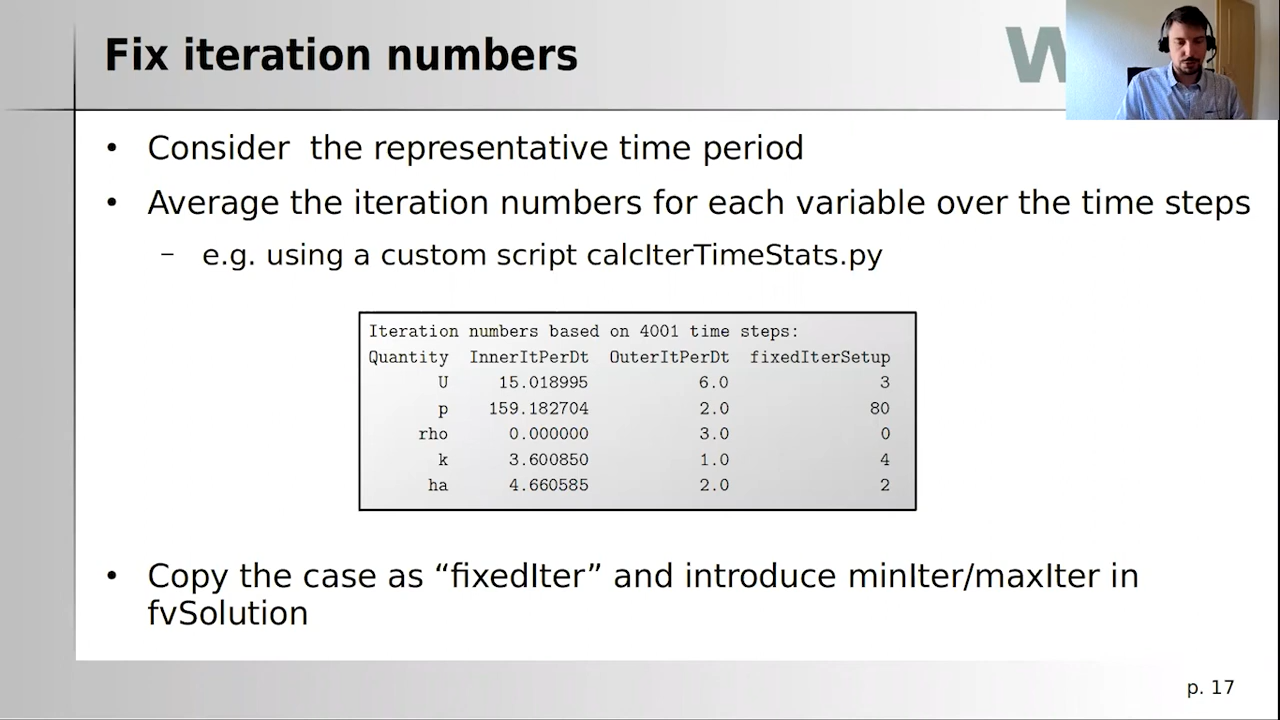 Fix iteration numbers
W
• Consider the representative time period
• Average the iteration numbers for each variable over the time steps
– e.g. using a custom script calcIterTimeStats.py
Iteration numbers based on 4001 time steps:
Quantity InnerItPerDt OuterItPerDt fixedIterSetup
U 15.018995 6.0 3
p 159.182704 2.0 80
rho 0.000000 3.0 0
k 3.600850 1.0 4
ha 4.660585 2.0 2
• Copy the case as “fixedIter” and introduce minIter/maxIter in
fvSolution
p. 17